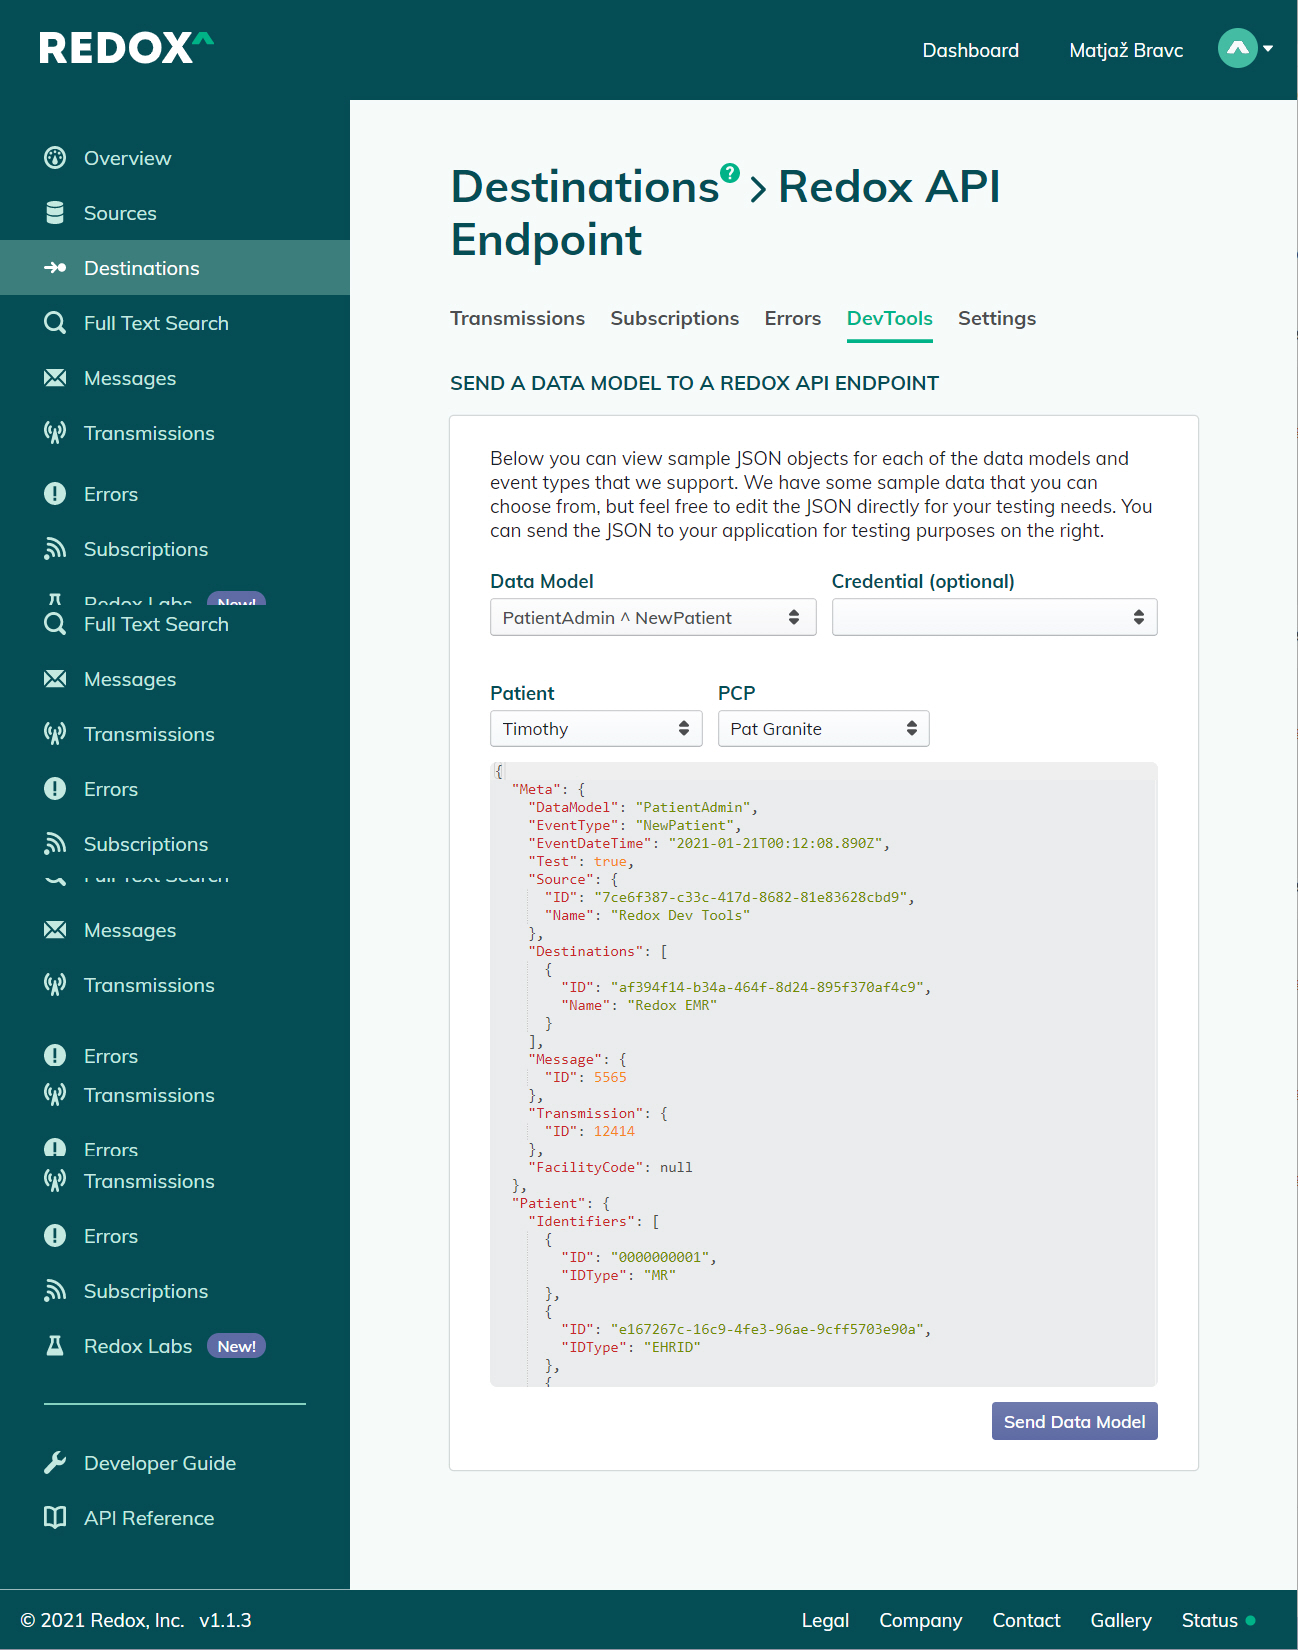 REDOX
Dashboard
Matjaž Bravc
Overview
Sources
Destinations
Full Text Search
Messages
Transmissions
Errors
Subscriptions
Redox Labs New!
Full Text Search
Messages
Transmissions
Errors
Subscriptions
Full Text Search
Messages
Transmissions
Errors
Transmissions
Errors
Transmissions
Errors
Subscriptions
Redox Labs New!
Developer Guide
API Reference
Destinations ? > Redox API
Endpoint
Transmissions Subscriptions Errors DevTools Settings
SEND A DATA MODEL TO A REDOX API ENDPOINT
Below you can view sample JSON objects for each of the data models and
event types that we support. We have some sample data that you can
choose from, but feel free to edit the JSON directly for your testing needs. You
can send the JSON to your application for testing purposes on the right.
Data Model Credential (optional)
PatientAdmin ^ NewPatient
Patient PCP
Timothy Pat Granite
{
"Meta": {
"DataModel": "PatientAdmin",
"EventType": "NewPatient",
"EventDateTime": "2021-01-21T00:12:08.890Z",
"Test": true,
"Source": {
"ID": "7ce6f387-c33c-417d-8682-81e83628cbd9",
"Name": "Redox Dev Tools"
},
"Destinations": [
{
"ID": "af394f14-b34a-464f-8d24-895f370af4c9",
"Name": "Redox EMR"
}
],
"Message": {
"ID": 5565
},
"Transmission": {
"ID": 12414
},
"FacilityCode": null
},
"Patient": {
"Identifiers": [
{
"ID": "0000000001",
"IDType": "MR"
},
{
"ID": "e167267c-16c9-4fe3-96ae-9cff5703e90a",
"IDType": "EHRID"
},
{
Send Data Model
© 2021 Redox, Inc. v1.1.3
Legal Company Contact Gallery Status